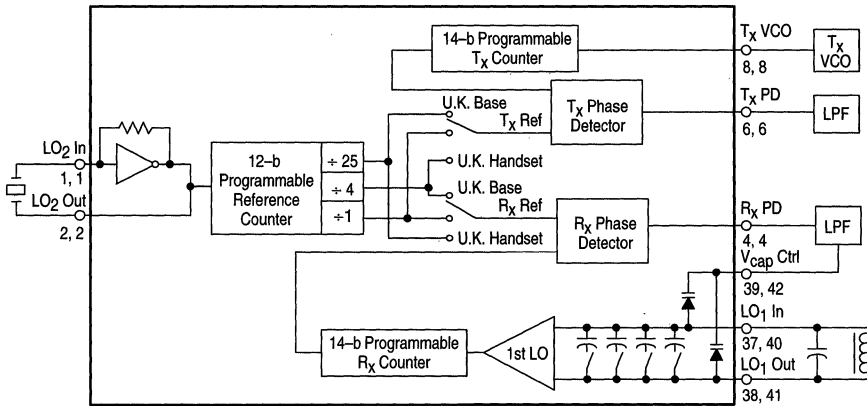 14–b Programmable
Tx Counter
Tx VCO
8, 8
Tx
VCO
U.K. Base
Tx Ref
Tx Phase
Detector
Tx PD
6, 6
LPF
LO2 In
1, 1
LO2 Out
2, 2
12–b
Programmable
Reference
Counter
÷ 25
÷ 4
÷1
U.K. Handset
U.K. Base
Rx Ref
U.K. Handset
Rx Phase
Detector
Rx PD
4, 4
LPF
Vcap Ctrl
39, 42
14–b Programmable
Rx Counter
1st LO
LO1 In
37, 40
LO1 Out
38, 41